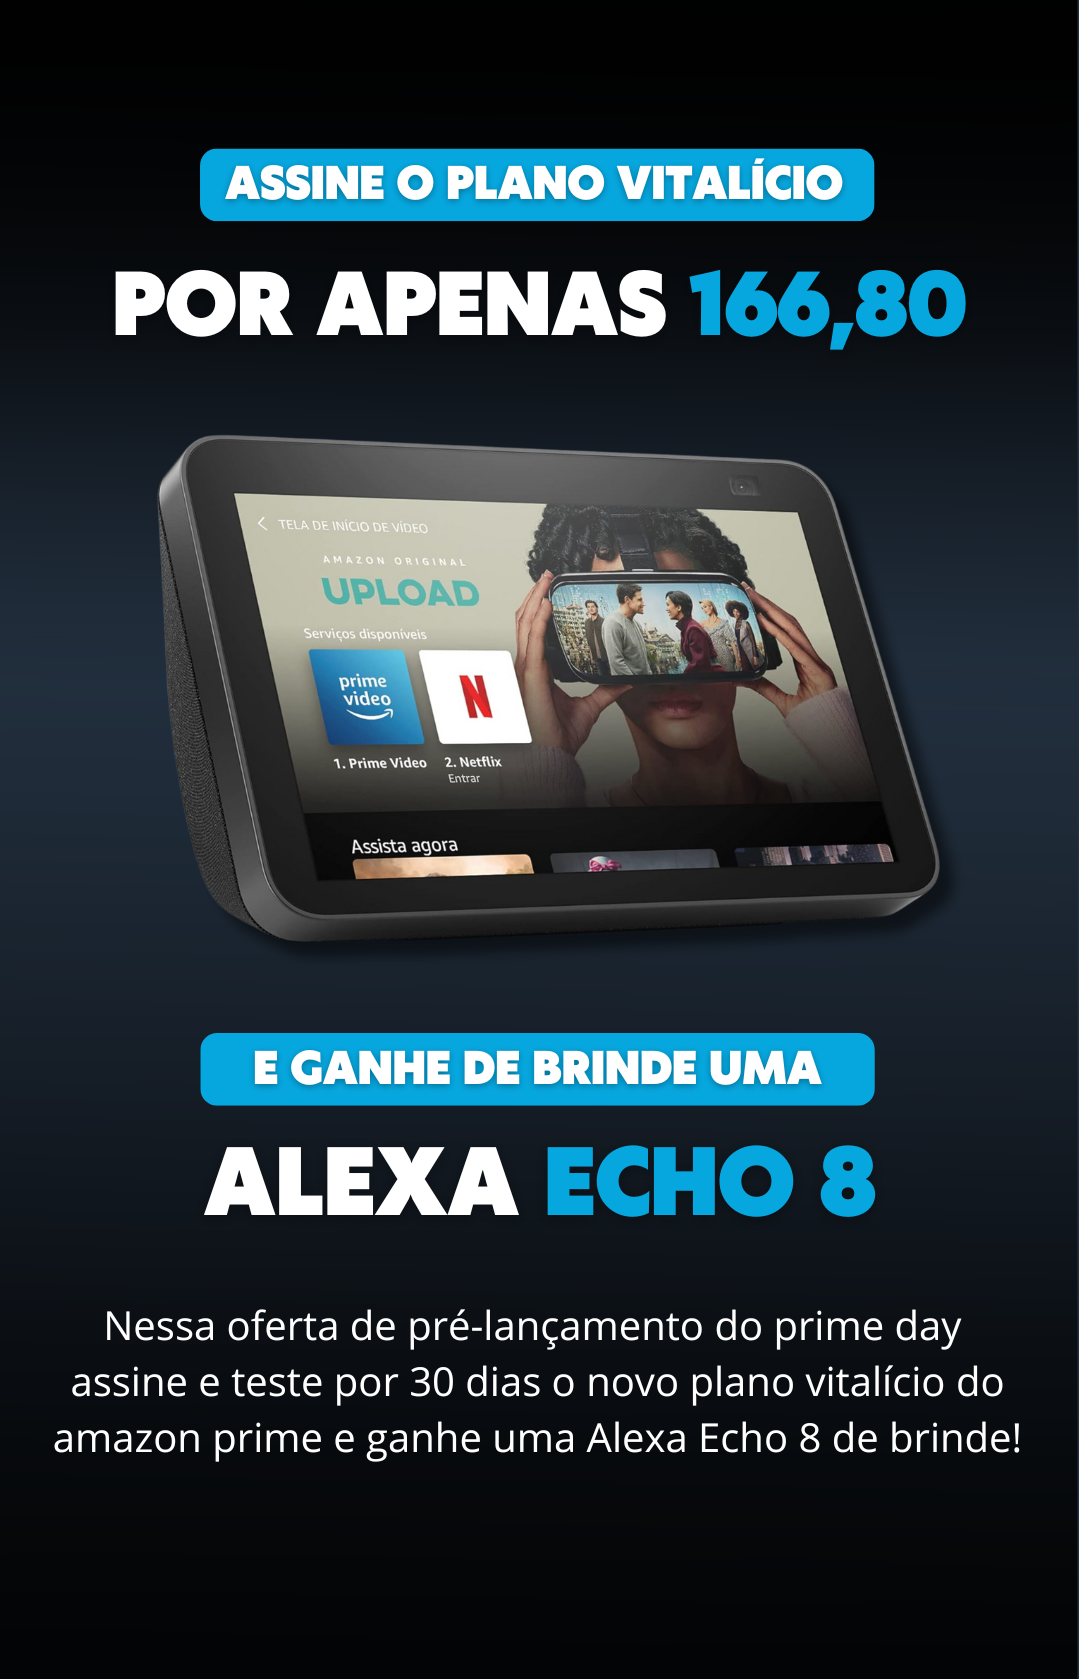 ASSINE O PLANO VITALÍCIO
POR APENAS 166,80
TELA DE INÍCIO DE VÍDEO
AMAZON ORIGINAL
UPLOAD
Serviços disponíveis
prime
video
N
1. Prime Video
2. Netflix
Entrar
Assista agora
E GANHE DE BRINDE UMA
ALEXA ECHO 8
Nessa oferta de pré-lançamento do prime day
assine e teste por 30 dias o novo plano vitalício do
amazon prime e ganhe uma Alexa Echo 8 de brinde!